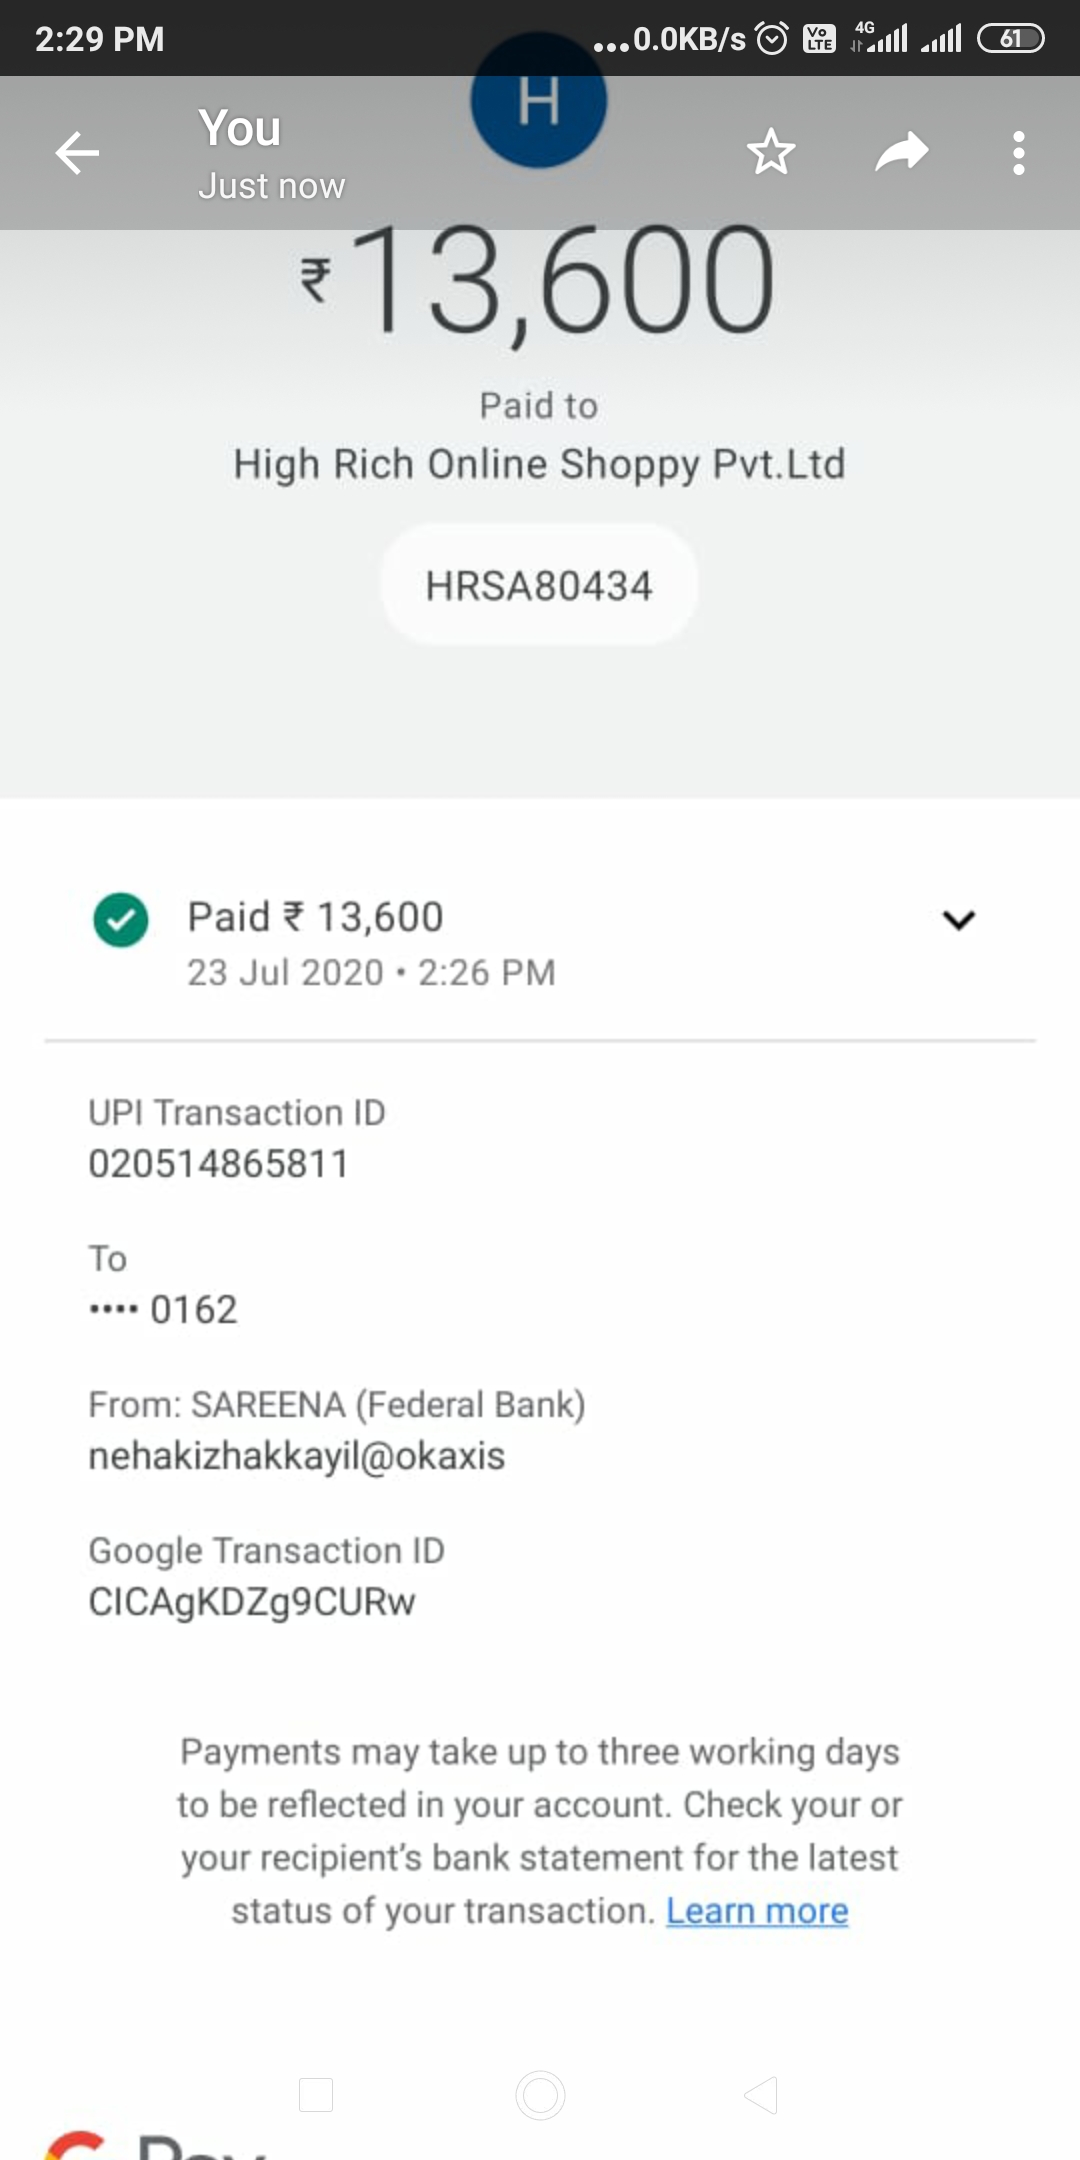 2:29 PM
...0.0KB/s Vo LTE 4G 61
H
You
Just now
₹13,600
Paid to
High Rich Online Shoppy Pvt.Ltd
HRSA80434
Paid ₹ 13,600
23 Jul 2020 • 2:26 PM
UPI Transaction ID
020514865811
To
•••• 0162
From: SAREENA (Federal Bank)
nehakizhakkayil@okaxis
Google Transaction ID
CICAgKDZg9CURw
Payments may take up to three working days
to be reflected in your account. Check your or
your recipient's bank statement for the latest
status of your transaction. Learn more
G Pay